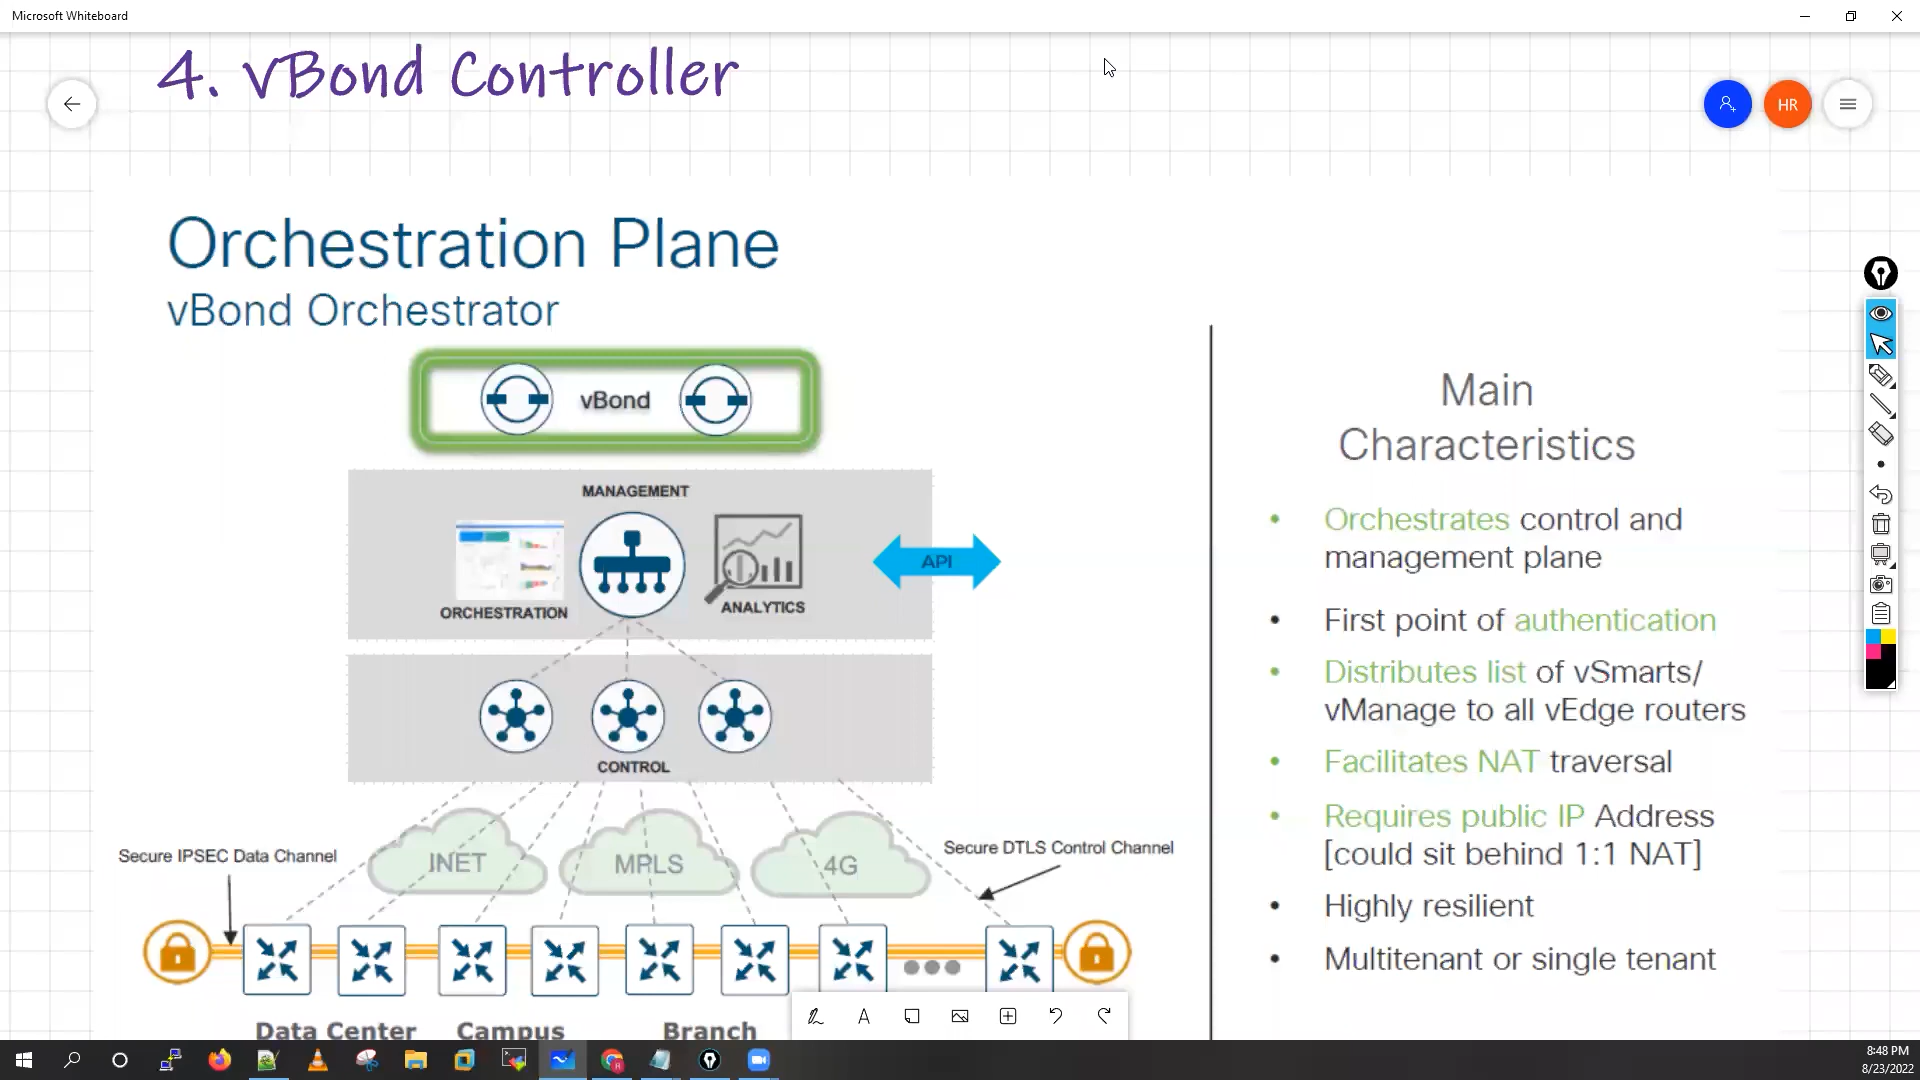 Microsoft Whiteboard
4. vBond Controller
HR
Orchestration Plane
vBond Orchestrator
vBond
MANAGEMENT
ORCHESTRATION
ANALYTICS
API
CONTROL
INET
MPLS
4G
Secure IPSEC Data Channel
Secure DTLS Control Channel
Data Center
Campus
Branch
Main
Characteristics
• Orchestrates control and
management plane
• First point of authentication
• Distributes list of vSmarts/
vManage to all vEdge routers
• Facilitates NAT traversal
• Requires public IP Address
[could sit behind 1:1 NAT]
• Highly resilient
• Multitenant or single tenant
8:48 PM
8/23/2022